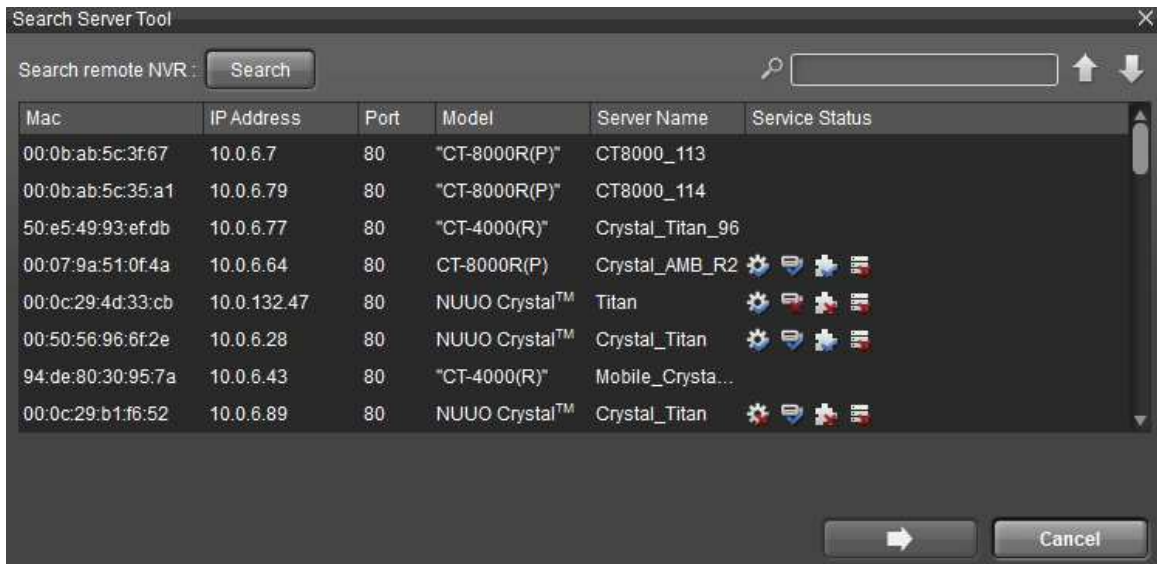 Search Server Tool
Search remote NVR : Search
Mac IP Address Port Model Server Name Service Status
00:0b:ab:5c:3f:67 10.0.6.7 80 "CT-8000R(P)" CT8000_113
00:0b:ab:5c:35:a1 10.0.6.79 80 "CT-8000R(P)" CT8000_114
50:e5:49:93:ef:db 10.0.6.77 80 "CT-4000(R)" Crystal_Titan_96
00:07:9a:51:0f:4a 10.0.6.64 80 CT-8000R(P) Crystal_AMB_R2
00:0c:29:4d:33:cb 10.0.132.47 80 NUUO Crystal™ Titan
00:50:56:96:6f:2e 10.0.6.28 80 NUUO Crystal™ Crystal_Titan
94:de:80:30:95:7a 10.0.6.43 80 "CT-4000(R)" Mobile_Crysta...
00:0c:29:b1:f6:52 10.0.6.89 80 NUUO Crystal™ Crystal_Titan
Cancel